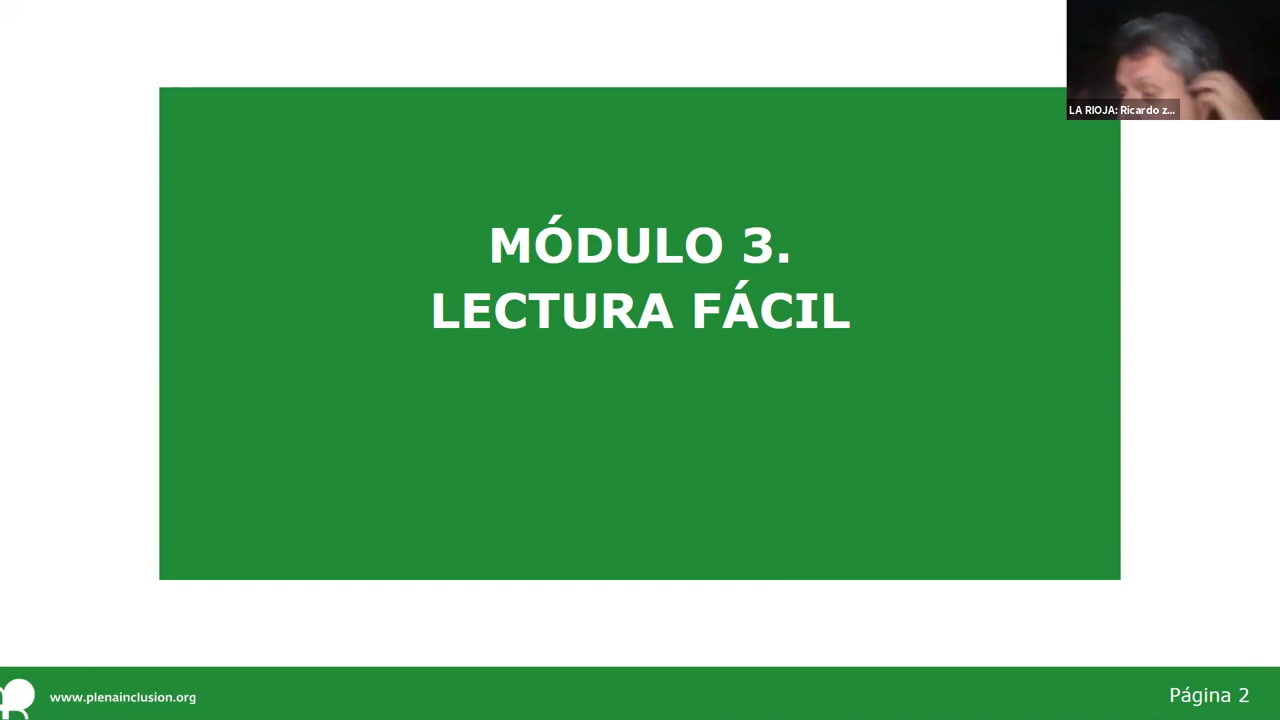 LA RIOJA: Ricardo z...
MÓDULO 3.
LECTURA FÁCIL
www.plenainclusion.org
Página 2